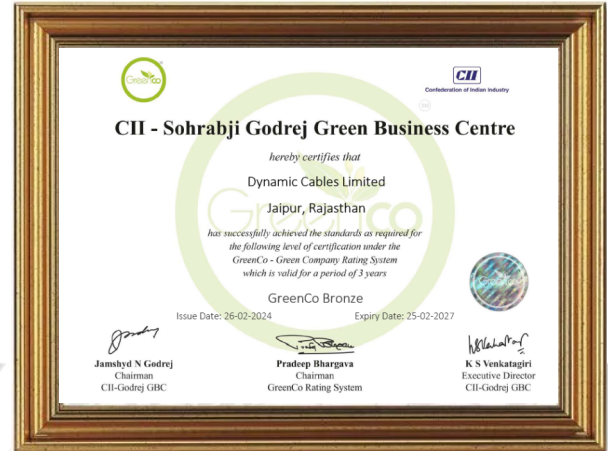 GreenCo
CII
Confederation of Indian Industry
CII - Sohrabji Godrej Green Business Centre
hereby certifies that
Dynamic Cables Limited
Jaipur, Rajasthan
GreenCo
has successfully achieved the standards as required for
the following level of certification under the
GreenCo - Green Company Rating System
which is valid for a period of 3 years
GreenCo Bronze
Issue Date: 26-02-2024 Expiry Date: 25-02-2027
Jamshyd N Godrej Pradeep Bhargava K S Venkatagiri
Chairman Chairman Executive Director
CII-Godrej GBC GreenCo Rating System CII-Godrej GBC